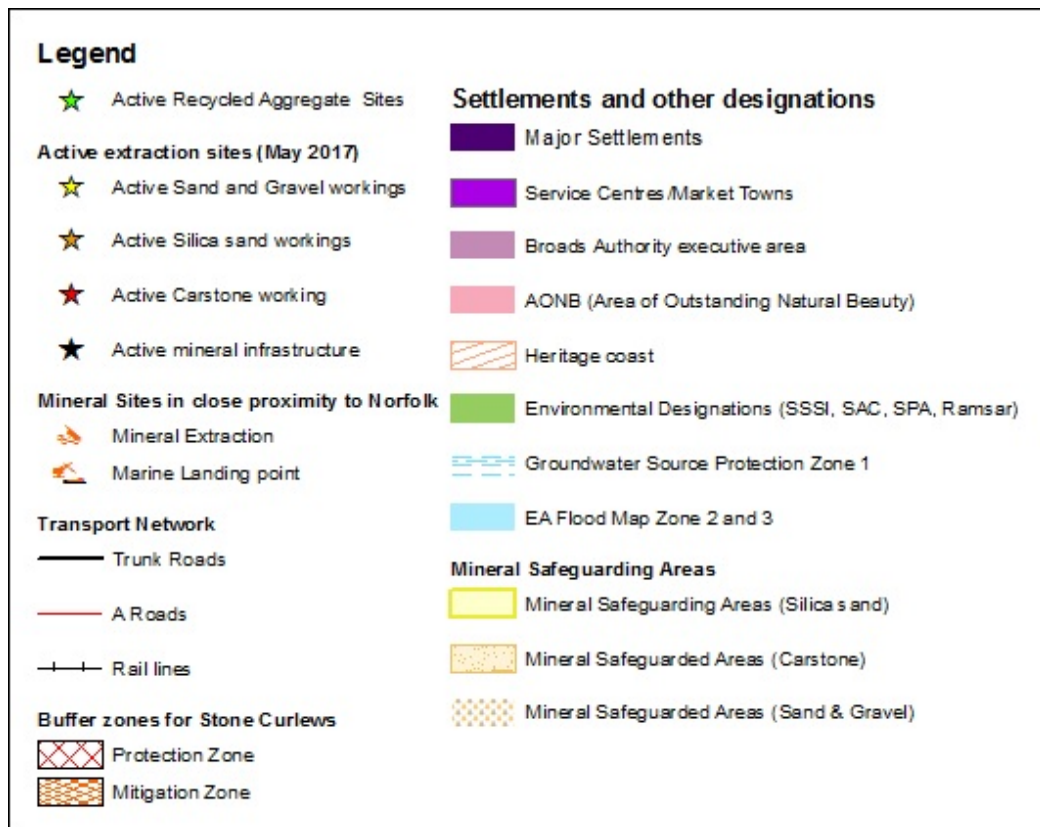 Legend
Active Recycled Aggregate Sites
Active extraction sites (May 2017)
Active Sand and Gravel workings
Active Silica sand workings
Active Carstone working
Active mineral infrastructure
Mineral Sites in close proximity to Norfolk
Mineral Extraction
Marine Landing point
Transport Network
Trunk Roads
A Roads
Rail lines
Buffer zones for Stone Curlews
Protection Zone
Mitigation Zone
Settlements and other designations
Major Settlements
Service Centres/Market Towns
Broads Authority executive area
AONB (Area of Outstanding Natural Beauty)
Heritage coast
Environmental Designations (SSSI, SAC, SPA, Ramsar)
Groundwater Source Protection Zone 1
EA Flood Map Zone 2 and 3
Mineral Safeguarding Areas
Mineral Safeguarding Areas (Silica sand)
Mineral Safeguarded Areas (Carstone)
Mineral Safeguarded Areas (Sand & Gravel)